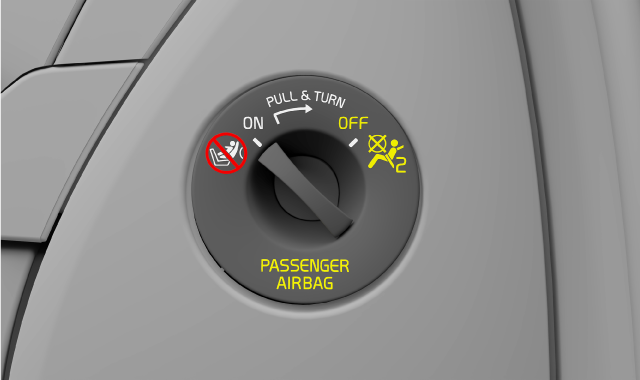 PULL & TURN
ON
OFF
2
PASSENGER
AIRBAG